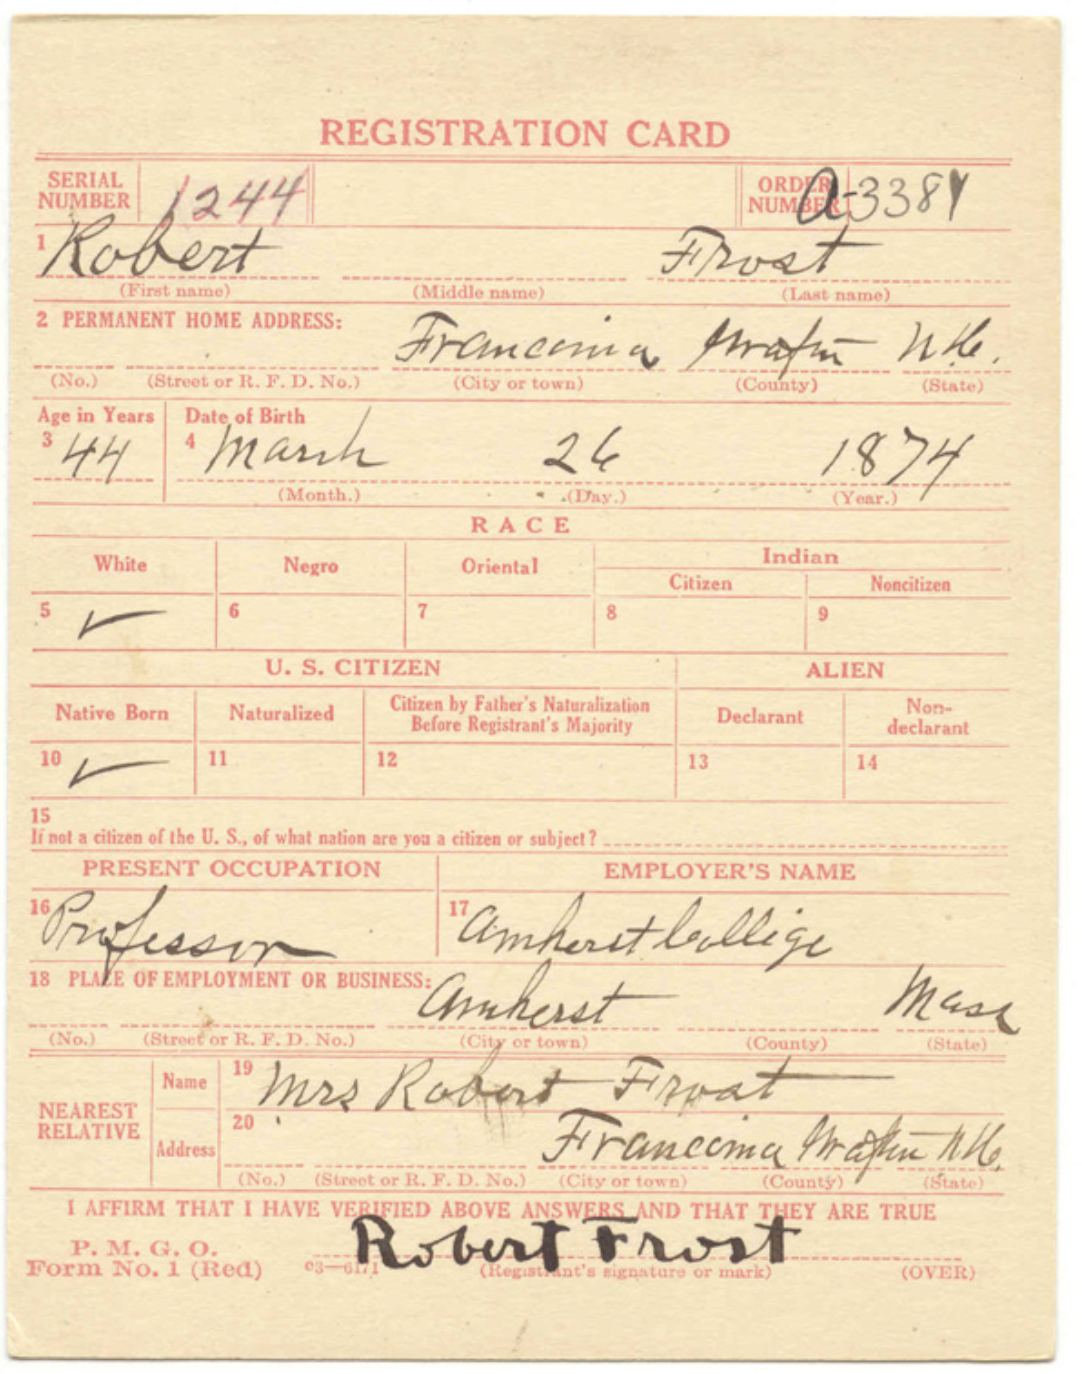 REGISTRATION CARD
SERIAL NUMBER 1244 ORDER NUMBER A-3384
1 Robert Frost
(First name) (Middle name) (Last name)
2 PERMANENT HOME ADDRESS:
Franconia Grafton N.H.
(No.) (Street or R. F. D. No.) (City or town) (County) (State)
Age in Years Date of Birth
3 44 4 March 26 1874
(Month.) (Day.) (Year.)
RACE
White Negro Oriental Indian
Citizen Noncitizen
5 ✓ 6 7 8 9
U. S. CITIZEN ALIEN
Native Born Naturalized Citizen by Father's Naturalization Before Registrant's Majority Declarant Non-declarant
10 ✓ 11 12 13 14
15
If not a citizen of the U. S., of what nation are you a citizen or subject?
PRESENT OCCUPATION EMPLOYER'S NAME
16 Professor 17 Amherst College
18 PLACE OF EMPLOYMENT OR BUSINESS:
Amherst Mass
(No.) (Street or R. F. D. No.) (City or town) (County) (State)
NEAREST RELATIVE
Name 19 Mrs Robert Frost
Address 20 Franconia Grafton N.H.
(No.) (Street or R. F. D. No.) (City or town) (County) (State)
I AFFIRM THAT I HAVE VERIFIED ABOVE ANSWERS AND THAT THEY ARE TRUE
P. M. G. O.
Form No. 1 (Red) 03—6171 Robert Frost
(Registrant's signature or mark) (OVER)